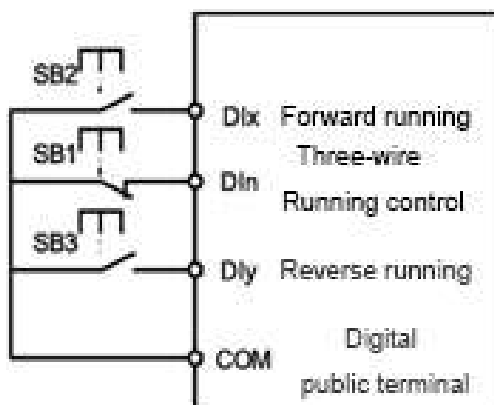 SB2
DIx Forward running
SB1
Three-wire
DIn
Running control
SB3
DIy Reverse running
COM
Digital
public terminal